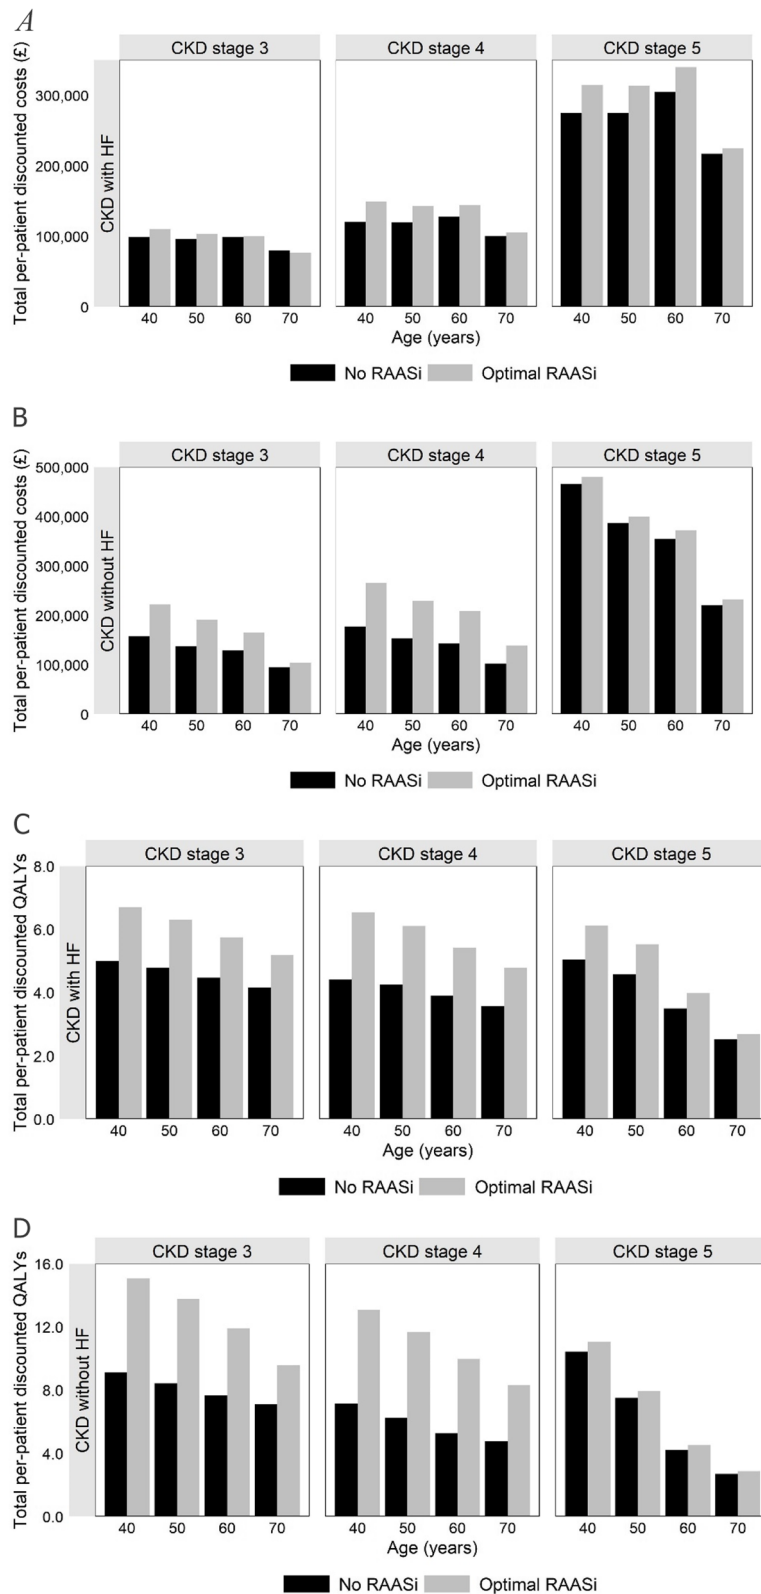 A
CKD stage 3 CKD stage 4 CKD stage 5
Total per-patient discounted costs (£)
CKD with HF
300,000
200,000
100,000
0
40 50 60 70 40 50 60 70 40 50 60 70
Age (years)
No RAASi Optimal RAASi
B
CKD stage 3 CKD stage 4 CKD stage 5
Total per-patient discounted costs (£)
CKD without HF
500,000
400,000
300,000
200,000
100,000
0
40 50 60 70 40 50 60 70 40 50 60 70
Age (years)
No RAASi Optimal RAASi
C
CKD stage 3 CKD stage 4 CKD stage 5
Total per-patient discounted QALYs
CKD with HF
8.0
6.0
4.0
2.0
0.0
40 50 60 70 40 50 60 70 40 50 60 70
Age (years)
No RAASi Optimal RAASi
D
CKD stage 3 CKD stage 4 CKD stage 5
Total per-patient discounted QALYs
CKD without HF
16.0
12.0
8.0
4.0
0.0
40 50 60 70 40 50 60 70 40 50 60 70
Age (years)
No RAASi Optimal RAASi